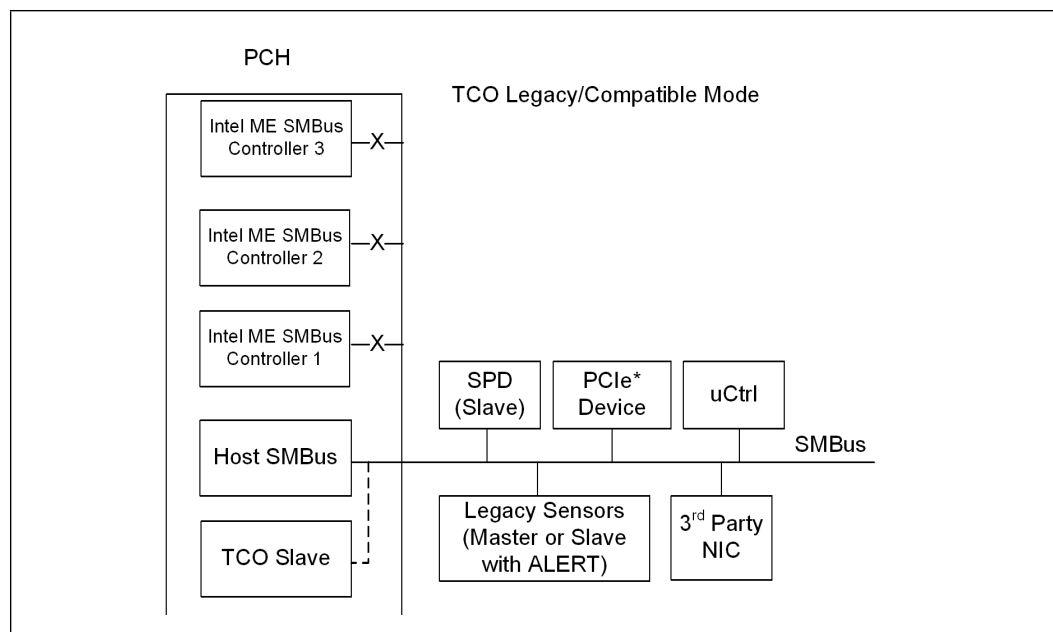 PCH
TCO Legacy/Compatible Mode
Intel ME SMBus
Controller 3
X
Intel ME SMBus
Controller 2
X
Intel ME SMBus
Controller 1
X
SPD
(Slave)
PCIe*
Device
uCtrl
Host SMBus
SMBus
Legacy Sensors
(Master or Slave
with ALERT)
3rd Party
NIC
TCO Slave